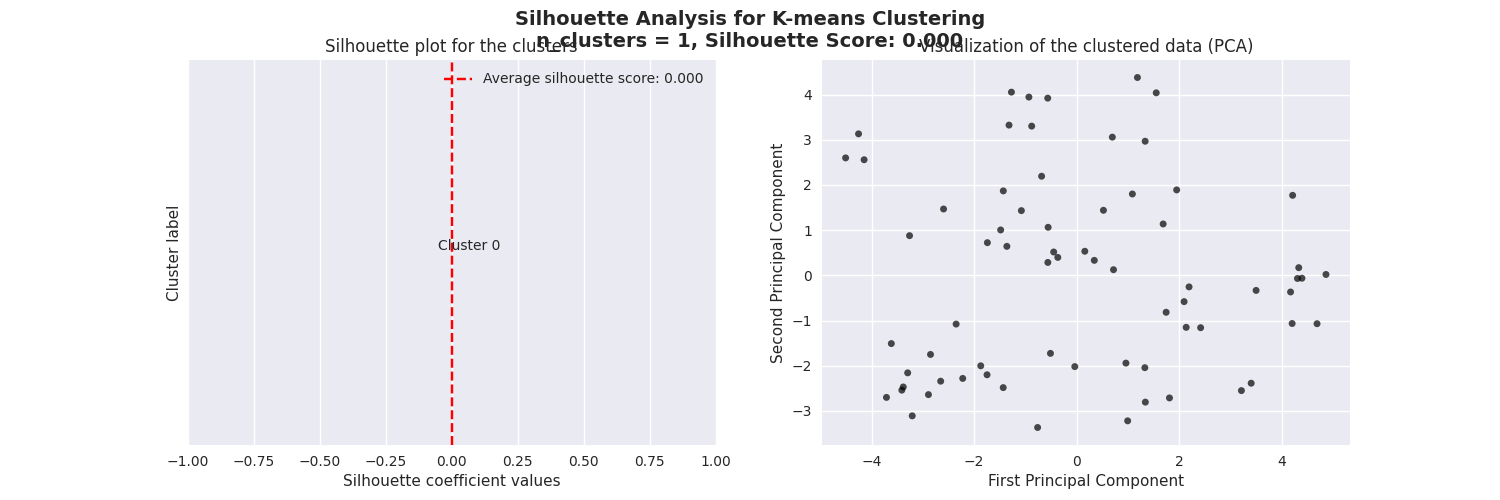 Silhouette Analysis for K-means Clustering
n_clusters = 1, Silhouette Score: 0.000
Silhouette plot for the clusters
Average silhouette score: 0.000
Cluster label
Cluster 0
−1.00 −0.75 −0.50 −0.25 0.00 0.25 0.50 0.75 1.00
Silhouette coefficient values
Visualization of the clustered data (PCA)
Second Principal Component
4
3
2
1
0
−1
−2
−3
−4 −2 0 2 4
First Principal Component